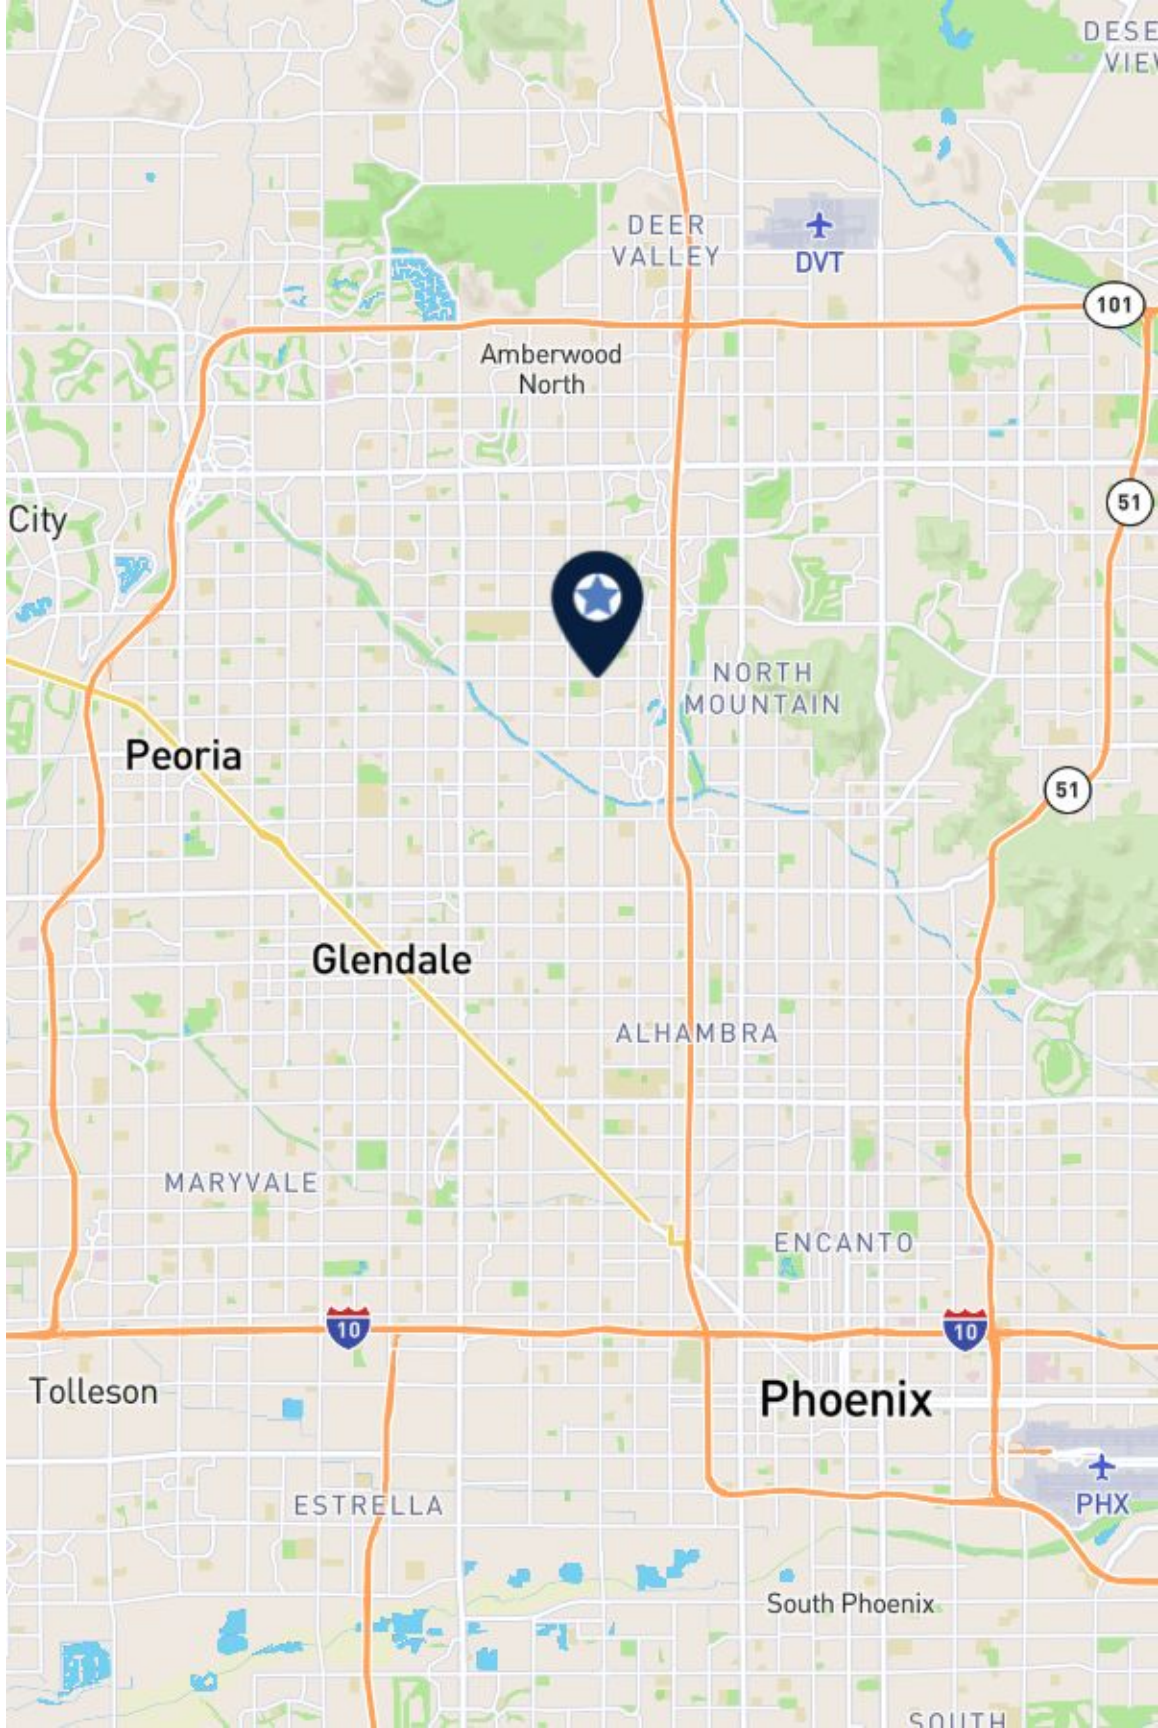 DESE
VIEW
DEER
VALLEY
DVT
101
Amberwood
North
51
City
NORTH
MOUNTAIN
Peoria
51
Glendale
ALHAMBRA
MARYVALE
ENCANTO
10
10
Tolleson
Phoenix
PHX
ESTRELLA
South Phoenix
SOUTH